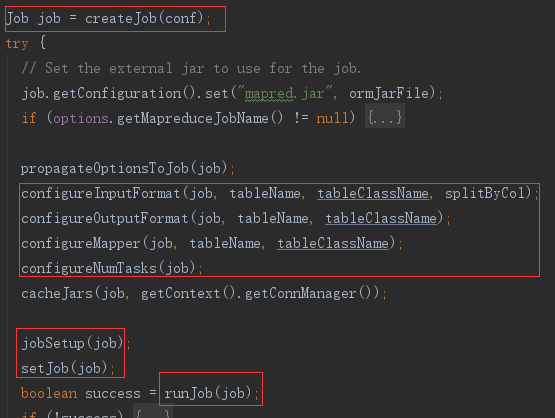 Job job = createJob(conf);
try {
// Set the external jar to use for the job.
job.getConfiguration().set("mapred.jar", ormJarFile);
if (options.getMapreduceJobName() != null) {...}
propagateOptionsToJob(job);
configureInputFormat(job, tableName, tableClassName, splitByCol);
configureOutputFormat(job, tableName, tableClassName);
configureMapper(job, tableName, tableClassName);
configureNumTasks(job);
cacheJars(job, getContext().getConnManager());
jobSetup(job);
setJob(job);
boolean success = runJob(job);
if (!success) {...}